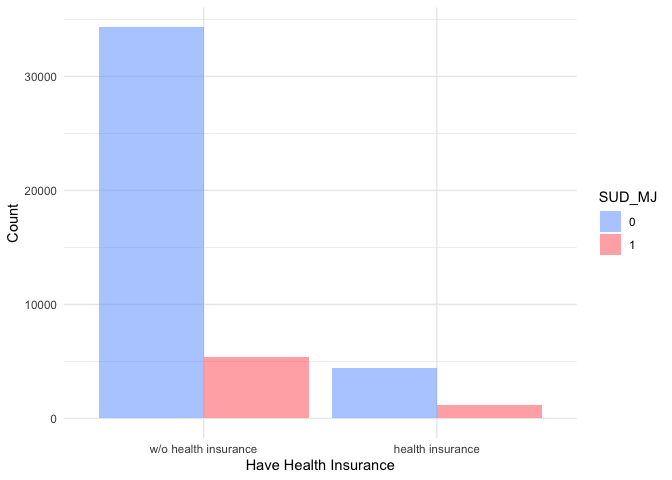 30000
20000
10000
0
Count
w/o health insurance
health insurance
Have Health Insurance
SUD_MJ
0
1